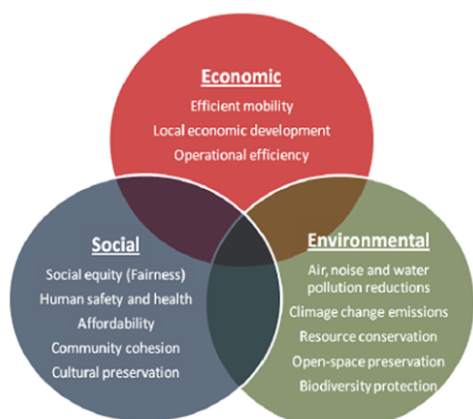 Economic
Efficient mobility
Local economic development
Operational efficiency
Social
Social equity (Fairness)
Human safety and health
Affordability
Community cohesion
Cultural preservation
Environmental
Air, noise and water
pollution reductions
Climage change emissions
Resource conservation
Open-space preservation
Biodiversity protection